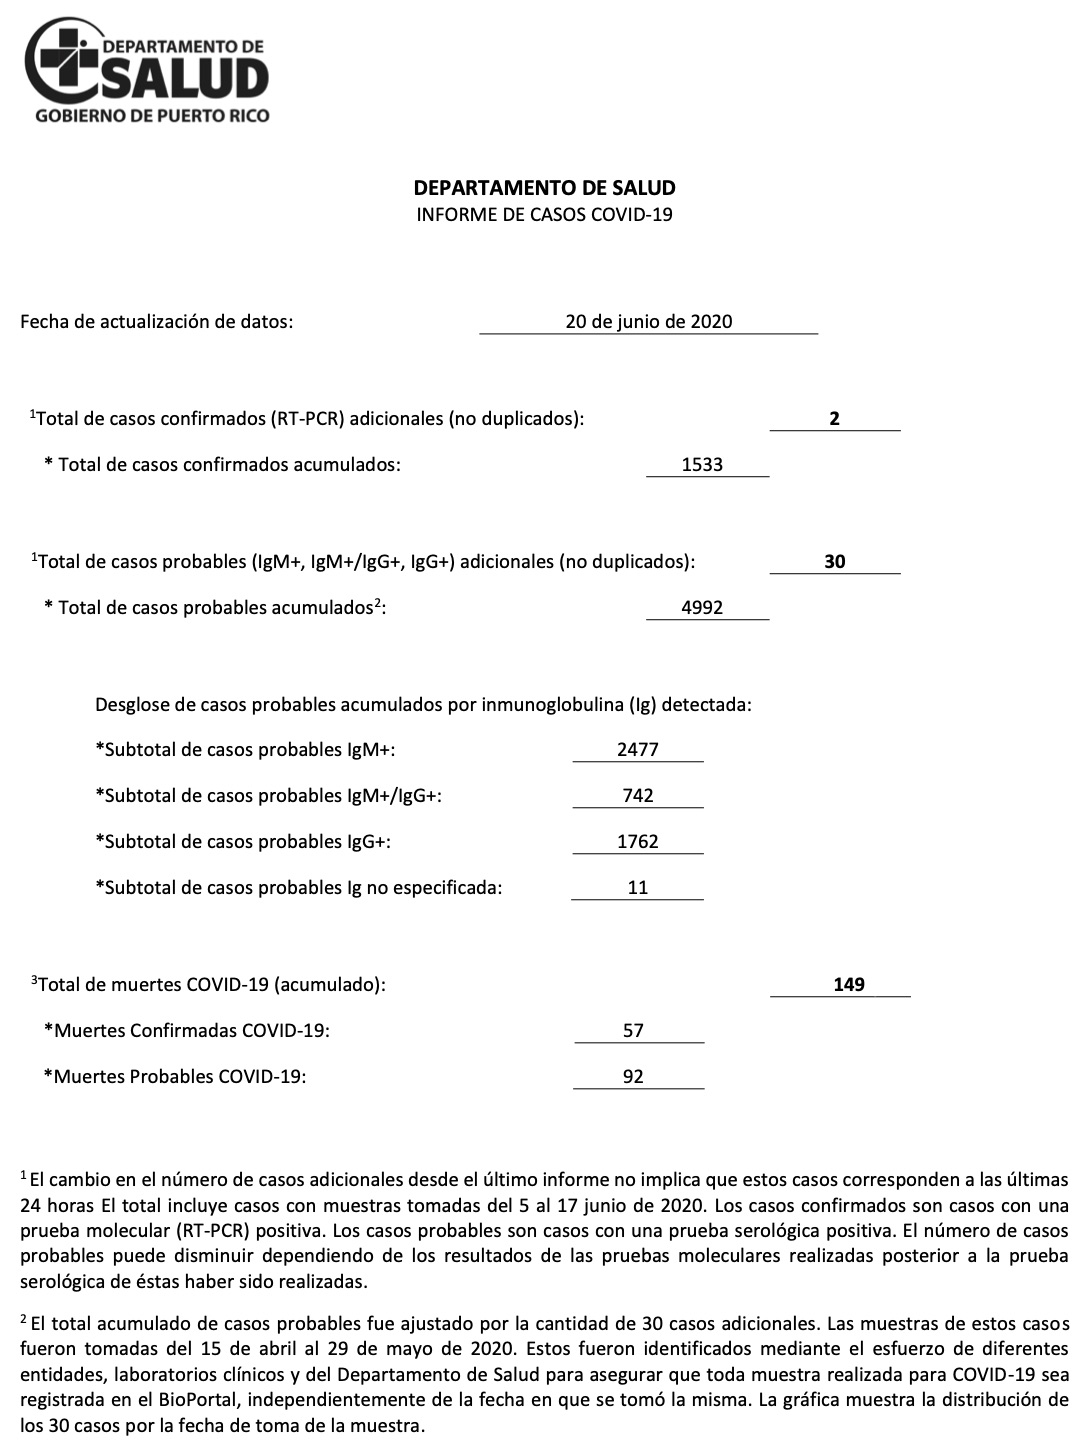 DEPARTAMENTO DE
SALUD
GOBIERNO DE PUERTO RICO
DEPARTAMENTO DE SALUD
INFORME DE CASOS COVID-19
Fecha de actualización de datos: 20 de junio de 2020
¹Total de casos confirmados (RT-PCR) adicionales (no duplicados): 2
* Total de casos confirmados acumulados: 1533
¹Total de casos probables (IgM+, IgM+/IgG+, IgG+) adicionales (no duplicados): 30
* Total de casos probables acumulados²: 4992
Desglose de casos probables acumulados por inmunoglobulina (Ig) detectada:
*Subtotal de casos probables IgM+: 2477
*Subtotal de casos probables IgM+/IgG+: 742
*Subtotal de casos probables IgG+: 1762
*Subtotal de casos probables Ig no especificada: 11
³Total de muertes COVID-19 (acumulado): 149
*Muertes Confirmadas COVID-19: 57
*Muertes Probables COVID-19: 92
¹ El cambio en el número de casos adicionales desde el último informe no implica que estos casos corresponden a las últimas
24 horas El total incluye casos con muestras tomadas del 5 al 17 junio de 2020. Los casos confirmados son casos con una
prueba molecular (RT-PCR) positiva. Los casos probables son casos con una prueba serológica positiva. El número de casos
probables puede disminuir dependiendo de los resultados de las pruebas moleculares realizadas posterior a la prueba
serológica de éstas haber sido realizadas.
² El total acumulado de casos probables fue ajustado por la cantidad de 30 casos adicionales. Las muestras de estos casos
fueron tomadas del 15 de abril al 29 de mayo de 2020. Estos fueron identificados mediante el esfuerzo de diferentes
entidades, laboratorios clínicos y del Departamento de Salud para asegurar que toda muestra realizada para COVID-19 sea
registrada en el BioPortal, independientemente de la fecha en que se tomó la misma. La gráfica muestra la distribución de
los 30 casos por la fecha de toma de la muestra.